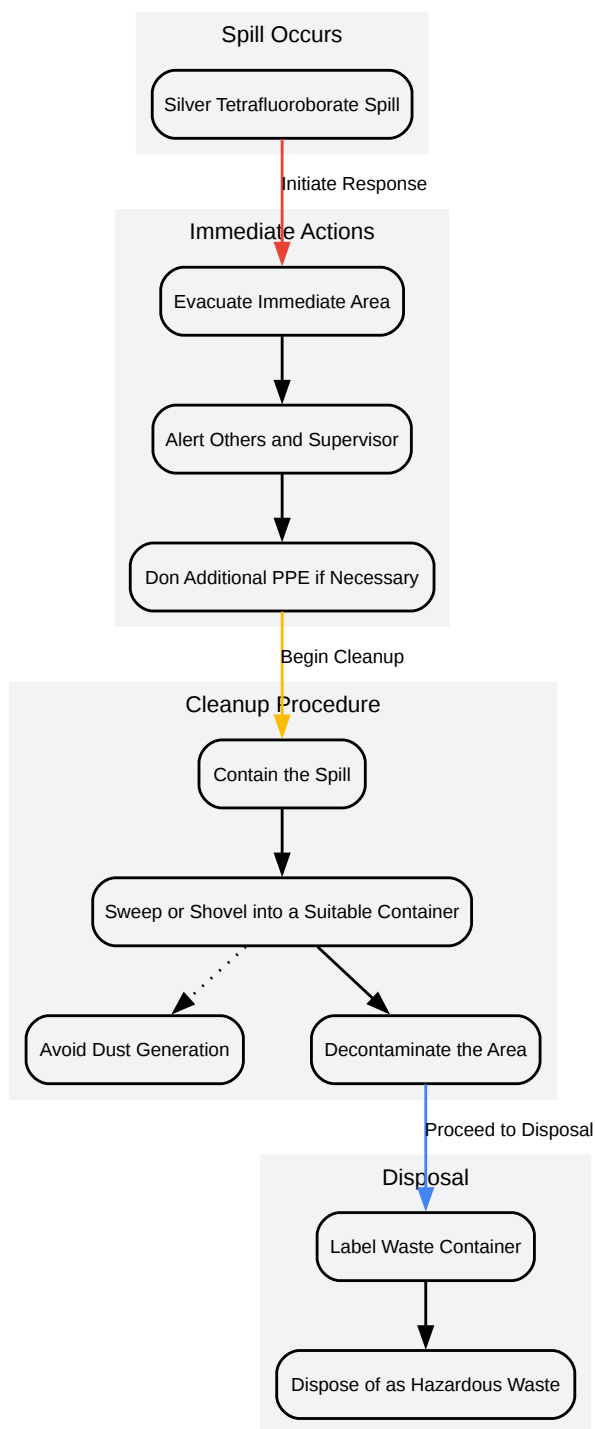 Spill Occurs
Silver Tetrafluoroborate Spill
Initiate Response
Immediate Actions
Evacuate Immediate Area
Alert Others and Supervisor
Don Additional PPE if Necessary
Begin Cleanup
Cleanup Procedure
Contain the Spill
Sweep or Shovel into a Suitable Container
Avoid Dust Generation
Decontaminate the Area
Proceed to Disposal
Disposal
Label Waste Container
Dispose of as Hazardous Waste